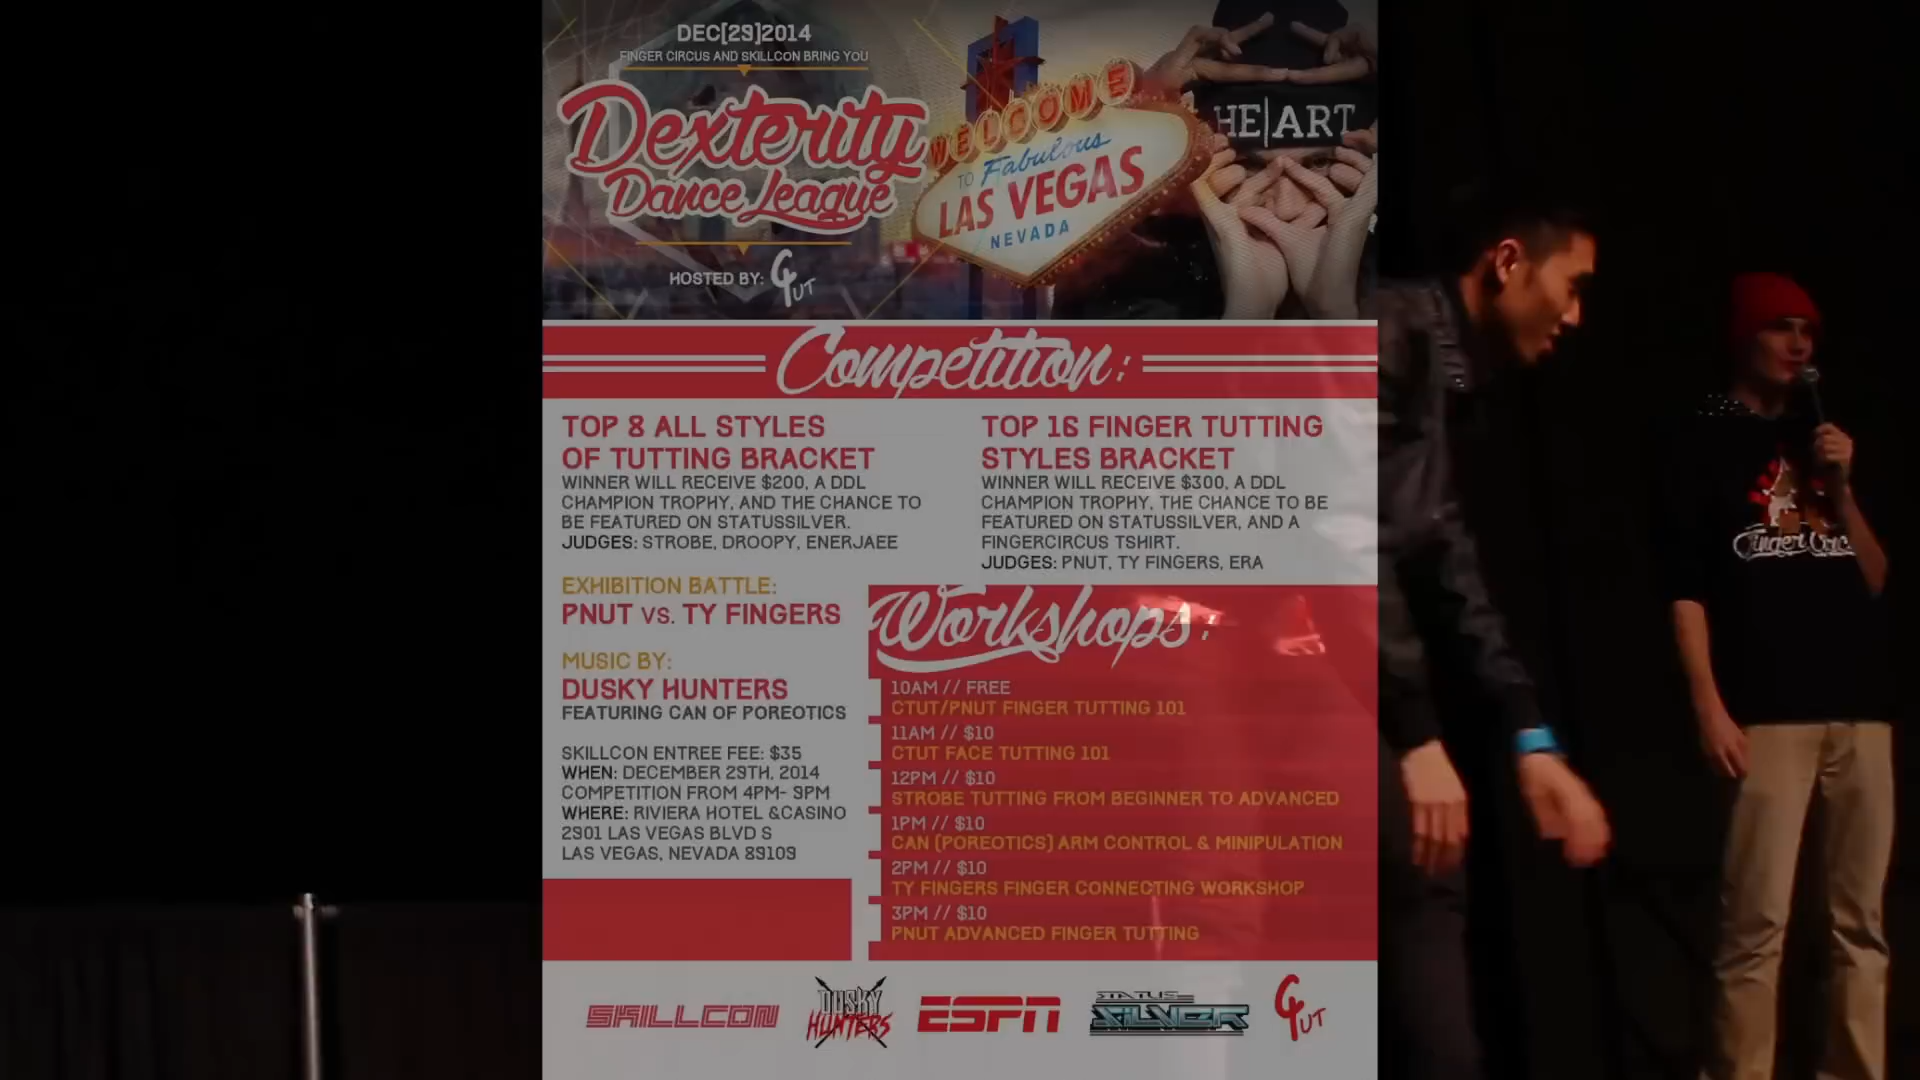 DEC[29]2014
FINGER CIRCUS AND SKILLCON BRING YOU
Dexterity
Dance League
HOSTED BY: CTUT
WELCOME
TO Fabulous
LAS VEGAS
NEVADA
HE|ART
Competition:
TOP 8 ALL STYLES
OF TUTTING BRACKET
WINNER WILL RECEIVE $200, A DDL
CHAMPION TROPHY, AND THE CHANCE TO
BE FEATURED ON STATUSSILVER.
JUDGES: STROBE, DROOPY, ENERJAEE
TOP 16 FINGER TUTTING
STYLES BRACKET
WINNER WILL RECEIVE $300, A DDL
CHAMPION TROPHY, THE CHANCE TO BE
FEATURED ON STATUSSILVER, AND A
FINGERCIRCUS TSHIRT.
JUDGES: PNUT, TY FINGERS, ERA
EXHIBITION BATTLE:
PNUT VS. TY FINGERS
MUSIC BY:
DUSKY HUNTERS
FEATURING CAN OF POREOTICS
SKILLCON ENTREE FEE: $35
WHEN: DECEMBER 29TH, 2014
COMPETITION FROM 4PM- 9PM
WHERE: RIVIERA HOTEL &CASINO
2901 LAS VEGAS BLVD S
LAS VEGAS, NEVADA 89109
Workshops:
10AM // FREE
CTUT/PNUT FINGER TUTTING 101
11AM // $10
CTUT FACE TUTTING 101
12PM // $10
STROBE TUTTING FROM BEGINNER TO ADVANCED
1PM // $10
CAN (POREOTICS) ARM CONTROL & MINIPULATION
2PM // $10
TY FINGERS FINGER CONNECTING WORKSHOP
3PM // $10
PNUT ADVANCED FINGER TUTTING
SKILLCON
DUSKY
HUNTERS
ESPN
STATUS
SILVER
CTUT
Finger Circ